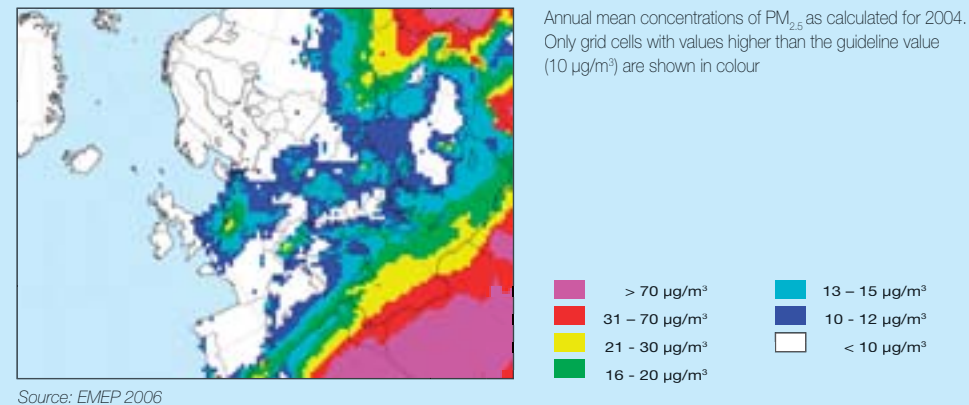 Annual mean concentrations of PM2.5 as calculated for 2004.
Only grid cells with values higher than the guideline value
(10 µg/m³) are shown in colour
> 70 µg/m³
31 – 70 µg/m³
21 - 30 µg/m³
16 - 20 µg/m³
13 – 15 µg/m³
10 - 12 µg/m³
< 10 µg/m³
Source: EMEP 2006